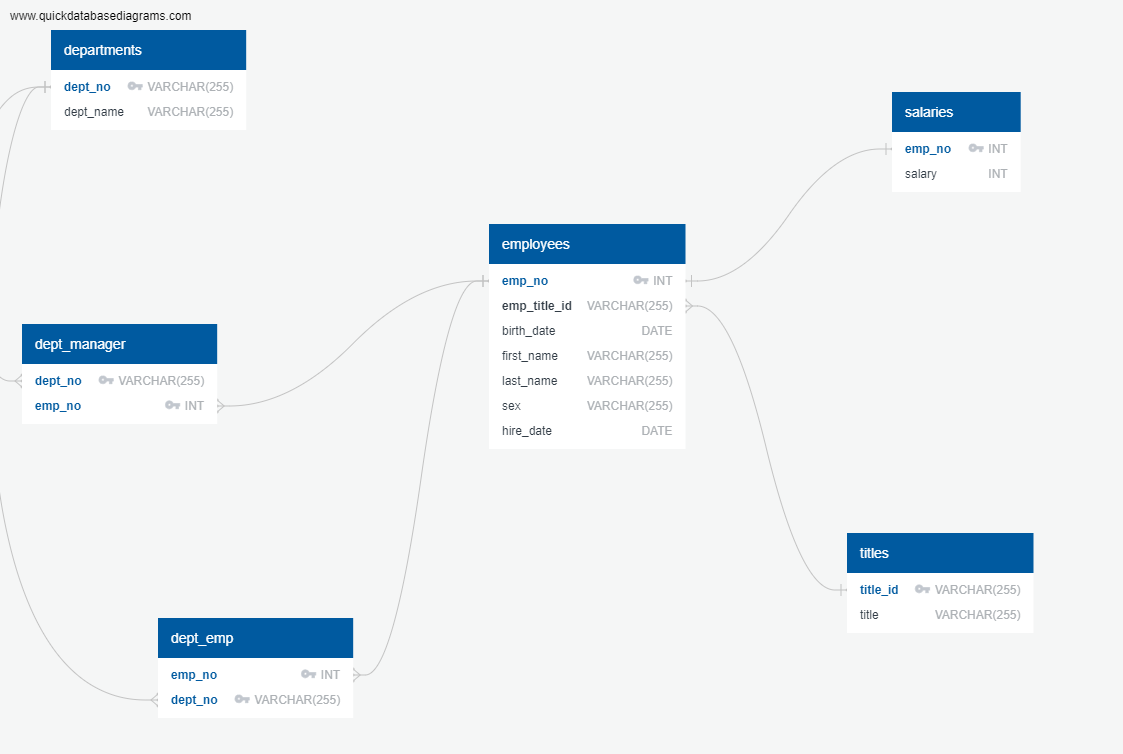 www.quickdatabasediagrams.com
departments
dept_no VARCHAR(255)
dept_name VARCHAR(255)
salaries
emp_no INT
salary INT
employees
emp_no INT
emp_title_id VARCHAR(255)
birth_date DATE
first_name VARCHAR(255)
last_name VARCHAR(255)
sex VARCHAR(255)
hire_date DATE
dept_manager
dept_no VARCHAR(255)
emp_no INT
titles
title_id VARCHAR(255)
title VARCHAR(255)
dept_emp
emp_no INT
dept_no VARCHAR(255)